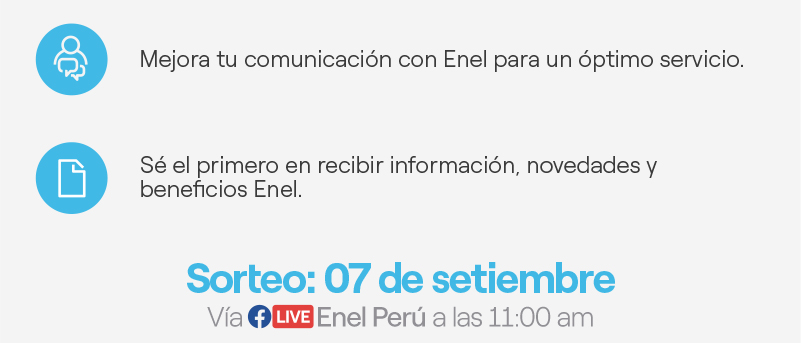 Mejora tu comunicación con Enel para un óptimo servicio.
Sé el primero en recibir información, novedades y
beneficios Enel.
Sorteo: 07 de setiembre
Vía LIVE Enel Perú a las 11:00 am